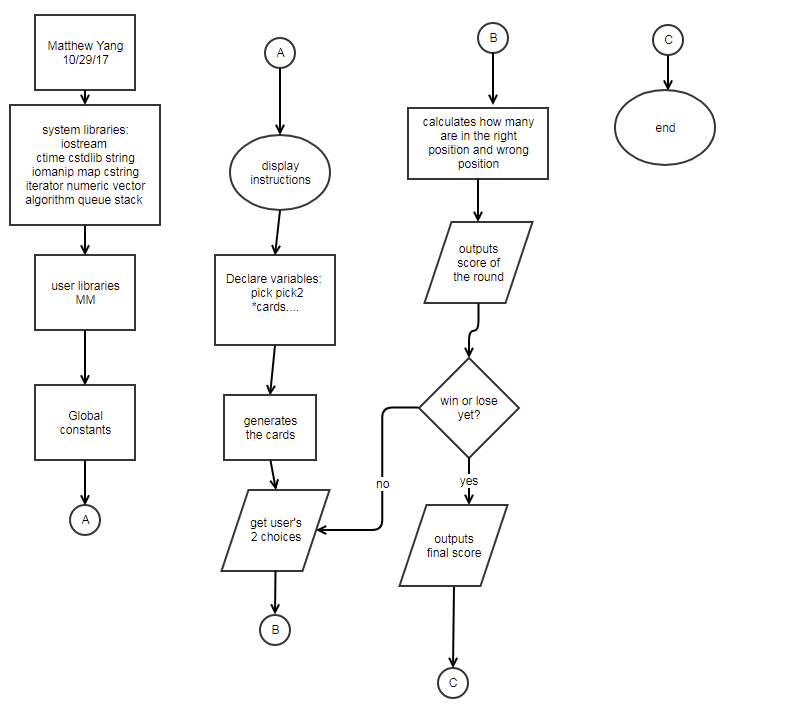 Matthew Yang
10/29/17
system libraries:
iostream
ctime cstdlib string
iomanip map cstring
iterator numeric vector
algorithm queue stack
user libraries
MM
Global
constants
A
A
display
instructions
Declare variables:
pick pick2
*cards....
generates
the cards
get user's
2 choices
B
B
calculates how many
are in the right
position and wrong
position
outputs
score of
the round
win or lose
yet?
no
yes
outputs
final score
C
C
end